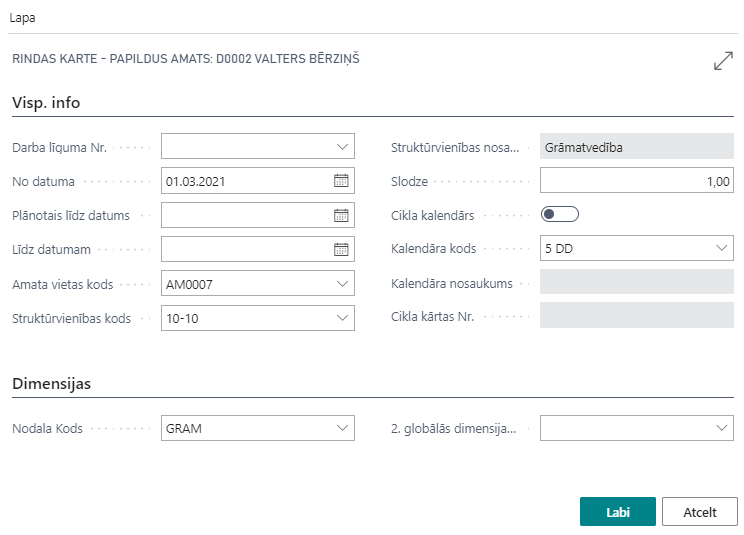 Lapa
RINDAS KARTE - PAPILDUS AMATS: D0002 VALTERS BĒRZIŅŠ
Visp. info
Darba līguma Nr.
Struktūrvienības nosa... Grāmatvedība
No datuma 01.03.2021
Slodze 1,00
Plānotais līdz datums
Cikla kalendārs
Līdz datumam
Kalendāra kods 5 DD
Amata vietas kods AM0007
Kalendāra nosaukums
Struktūrvienības kods 10-10
Cikla kārtas Nr.
Dimensijas
Nodala Kods GRAM
2. globālās dimensija...
Labi
Atcelt